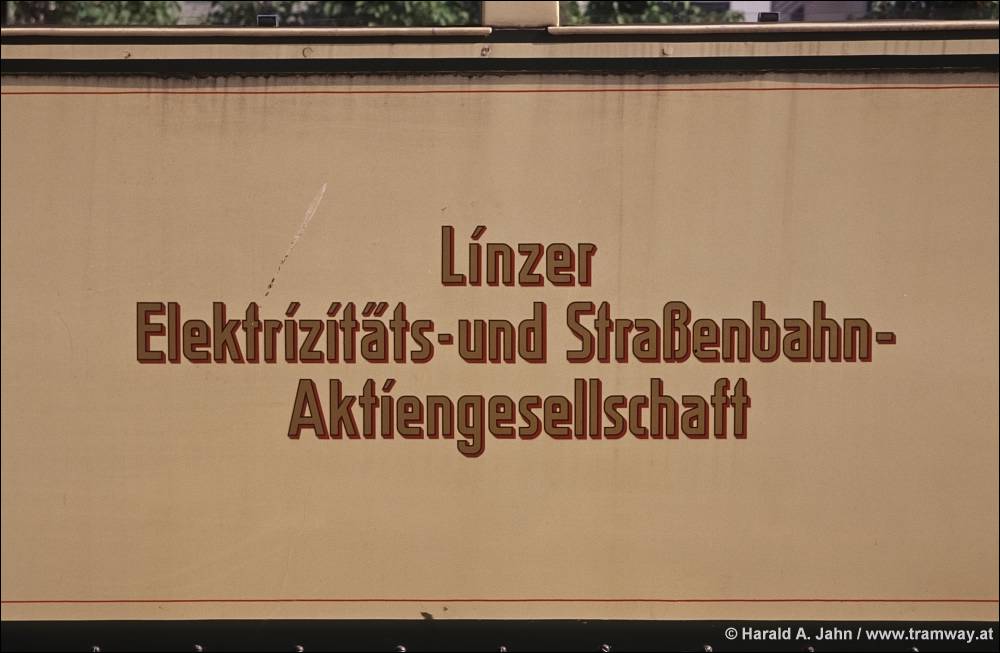 Linzer
Elektrizitäts-und Straßenbahn-
Aktiengesellschaft
© Harald A. Jahn / www.tramway.at